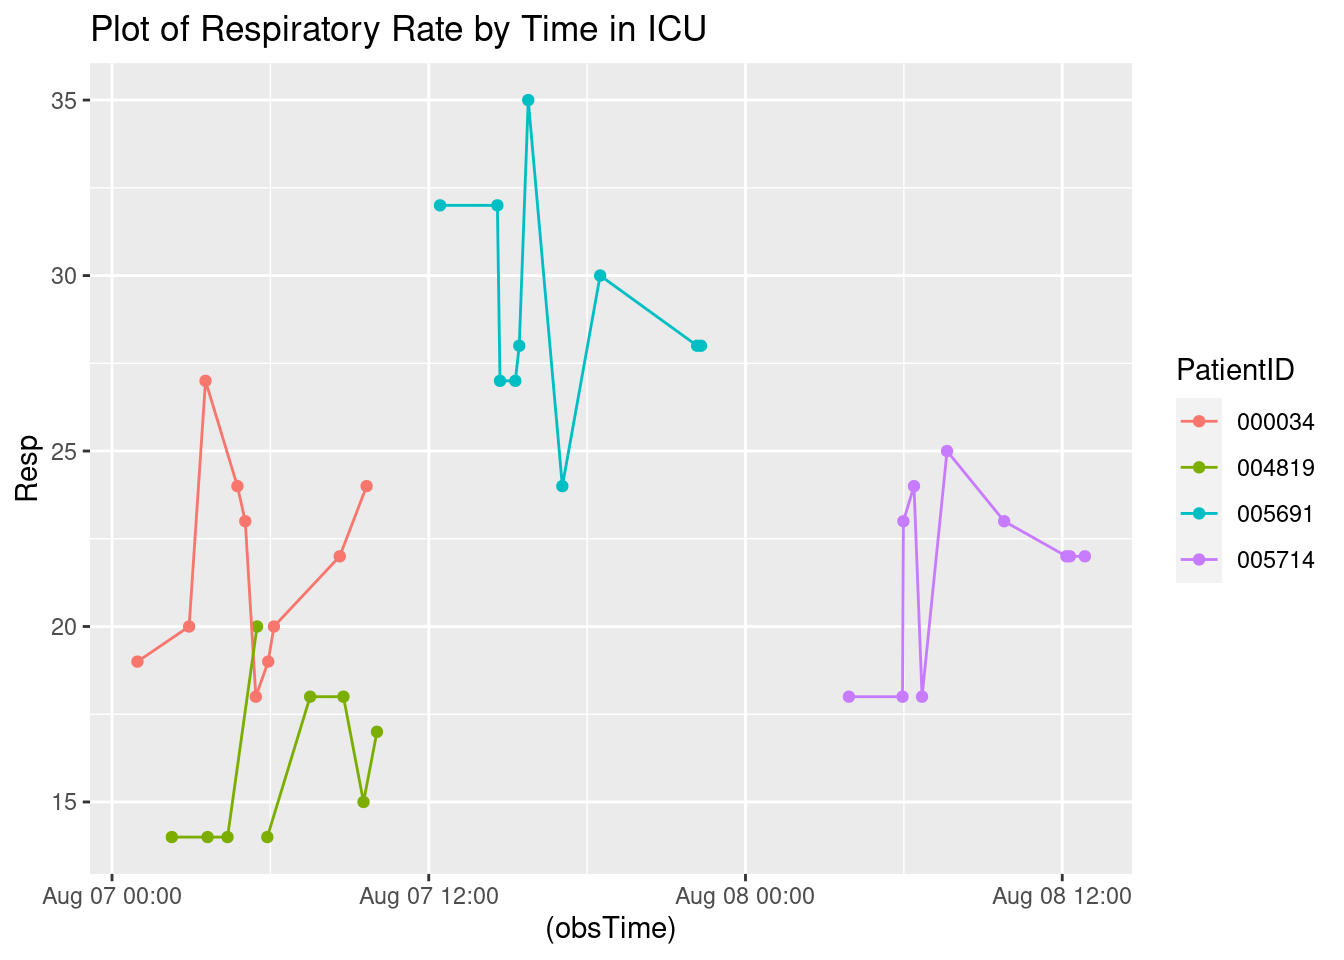 Plot of Respiratory Rate by Time in ICU
35
30
25
20
15
Resp
Aug 07 00:00
Aug 07 12:00
Aug 08 00:00
Aug 08 12:00
(obsTime)
PatientID
000034
004819
005691
005714